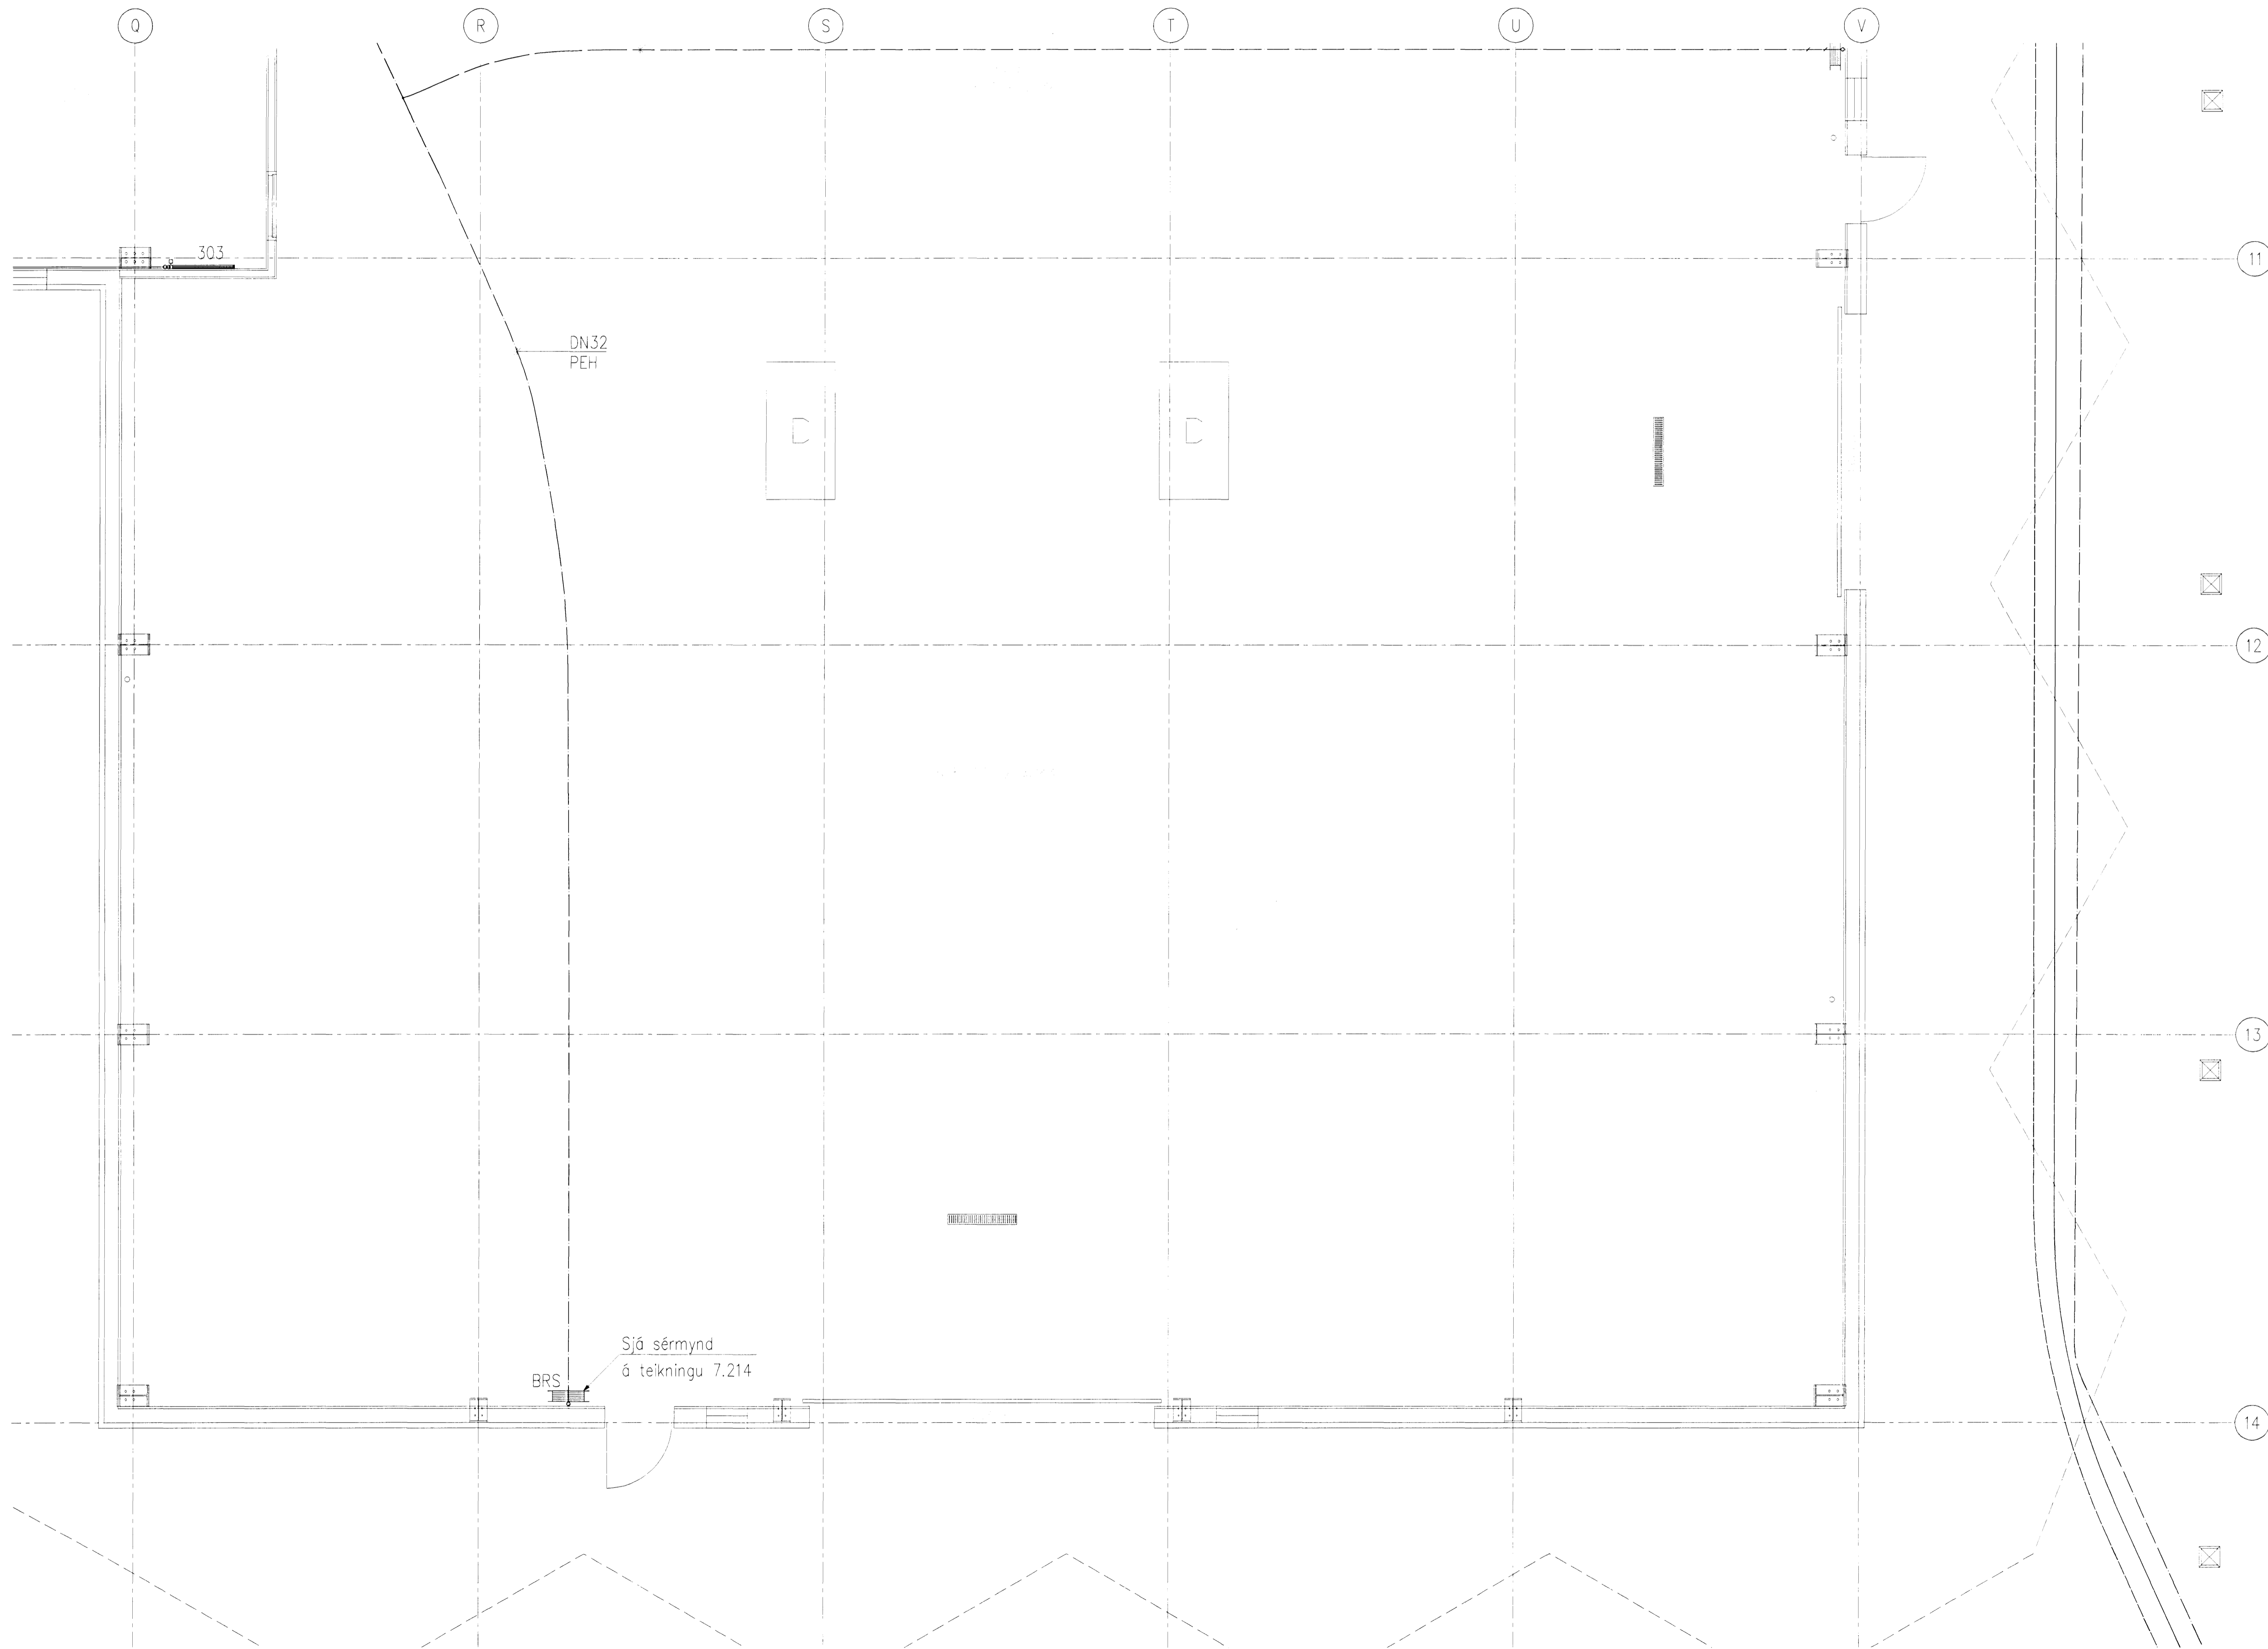 Q
R
S
T
U
V
303
11
DN32
PEH
D
D
12
13
Sjá sérmynd
á teikningu 7.214
BRS
14